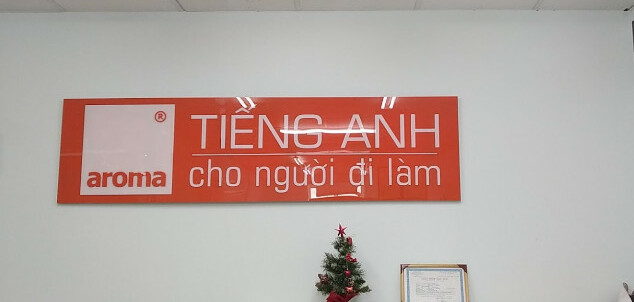 ®
aroma
TIẾNG ANH
cho người đi làm